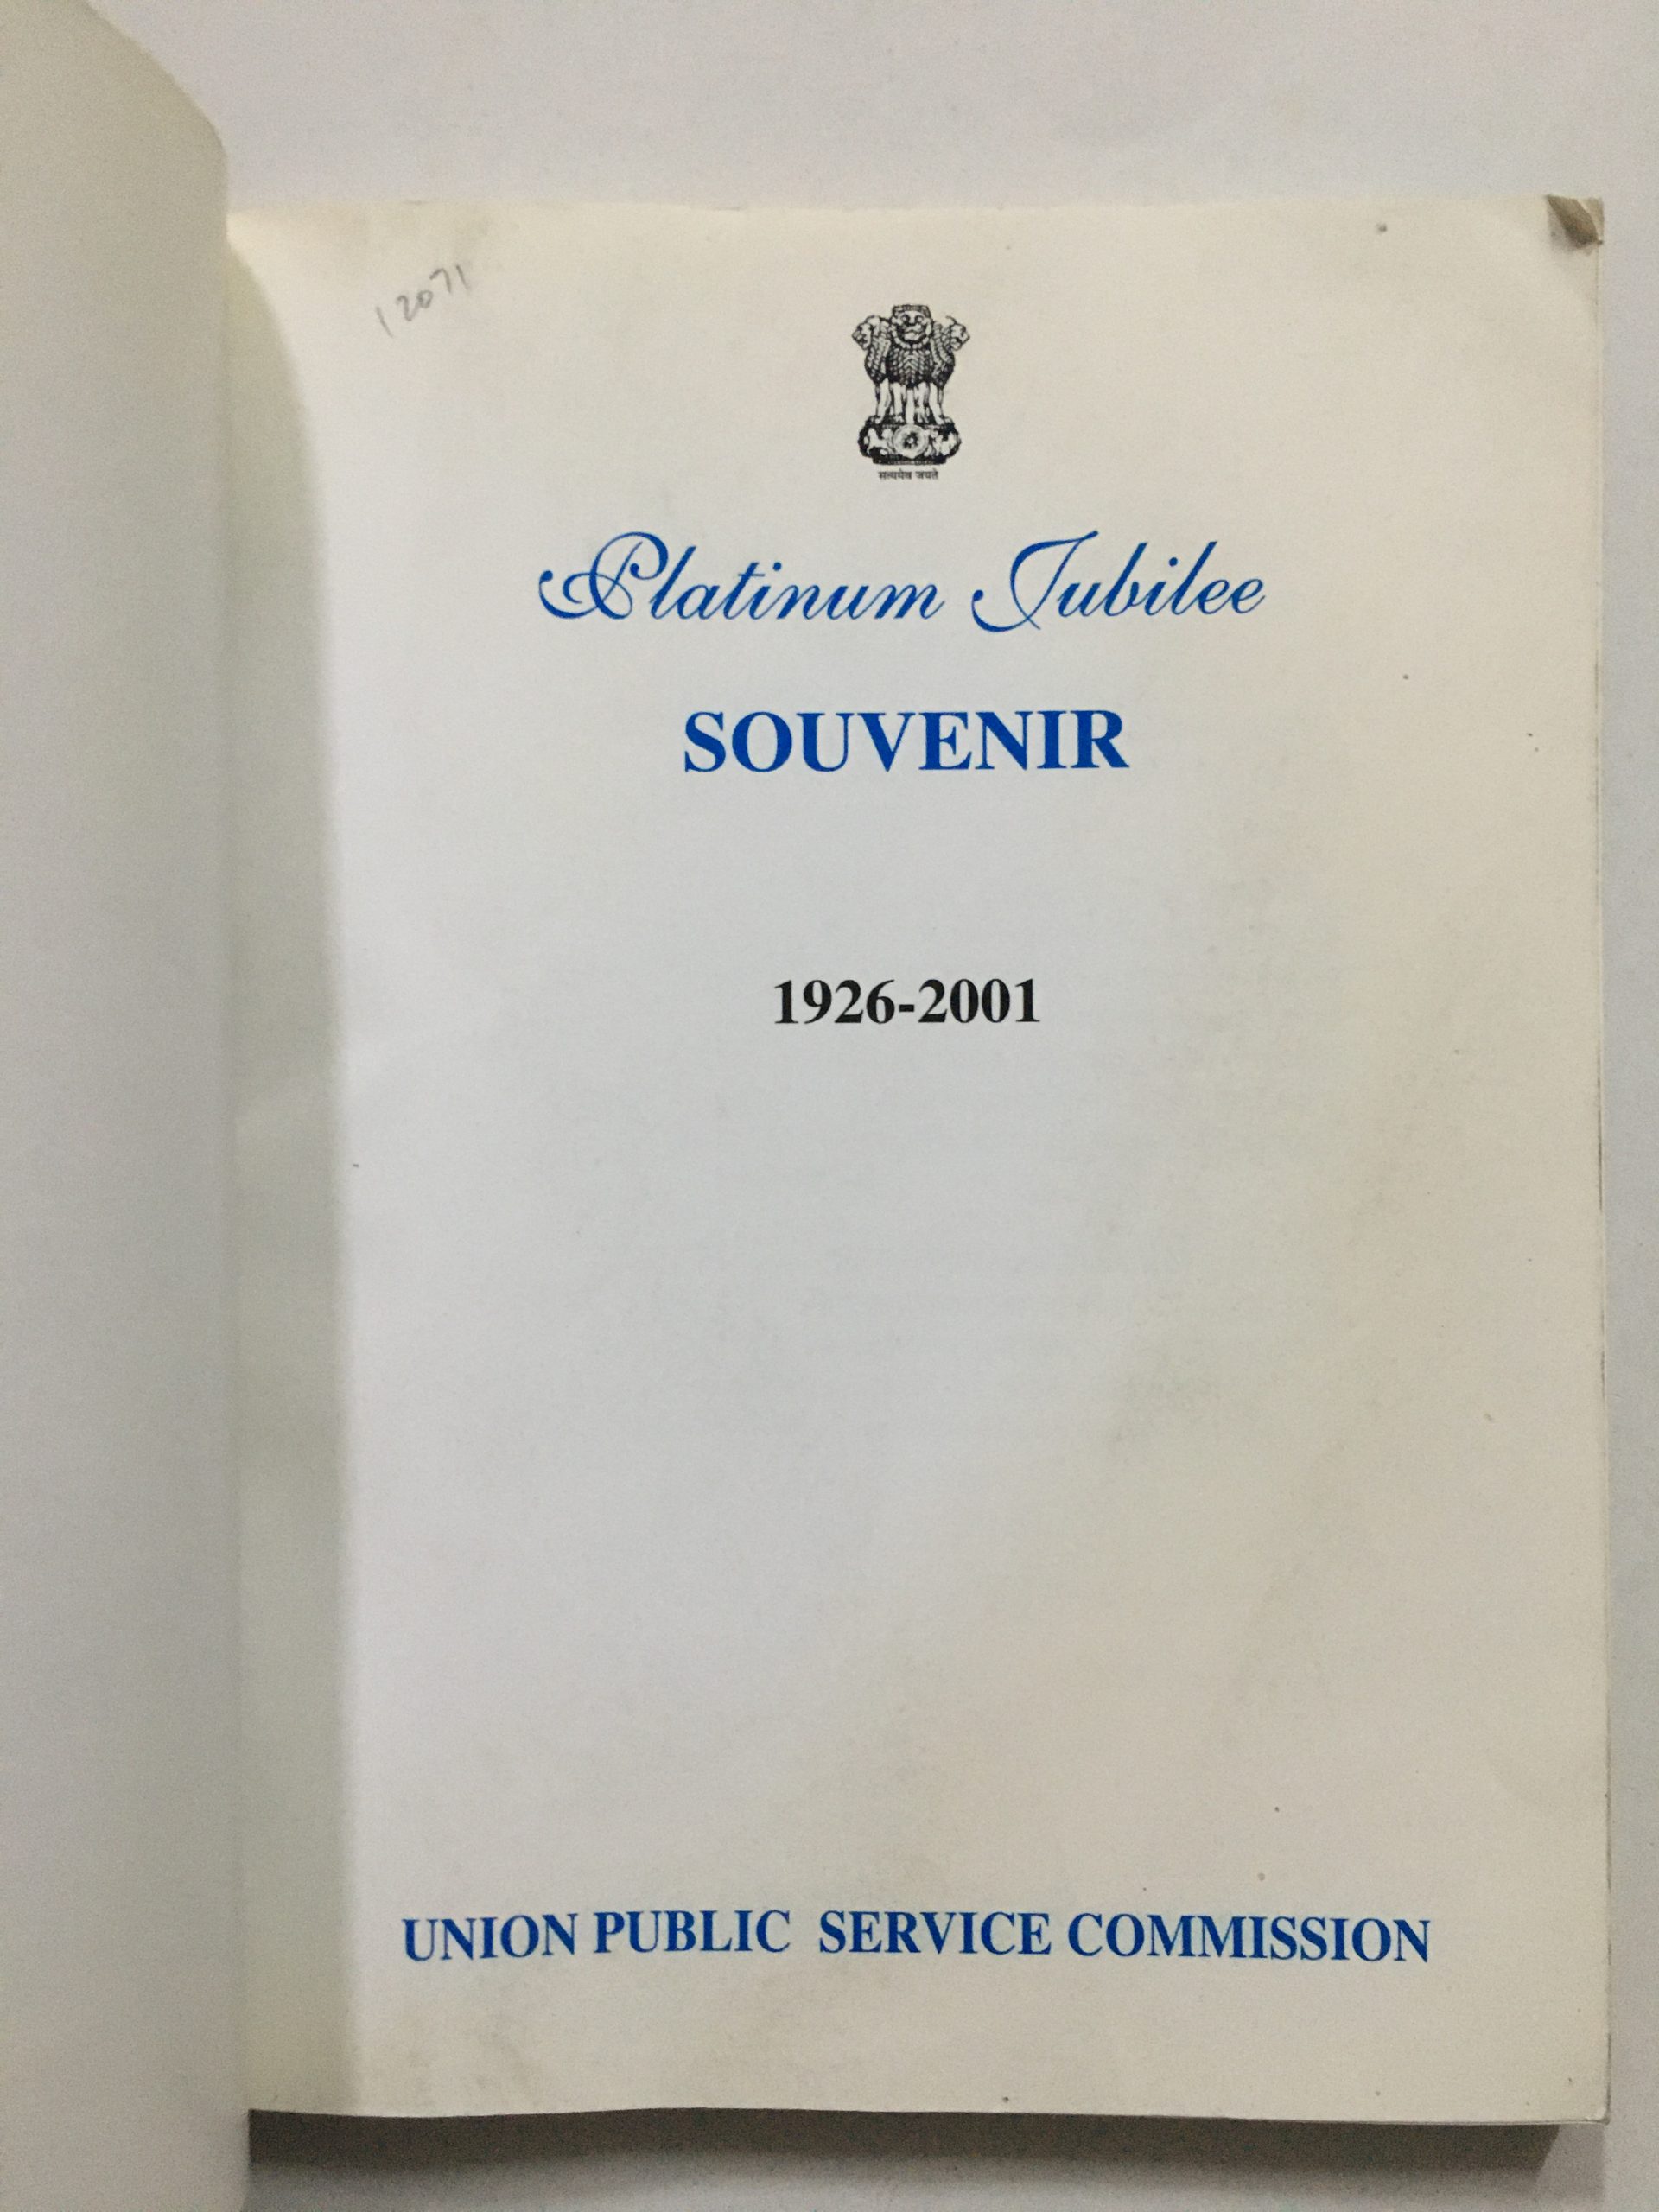 12071
सत्यमेव जयते
Platinum Jubilee
SOUVENIR
1926-2001
UNION PUBLIC SERVICE COMMISSION